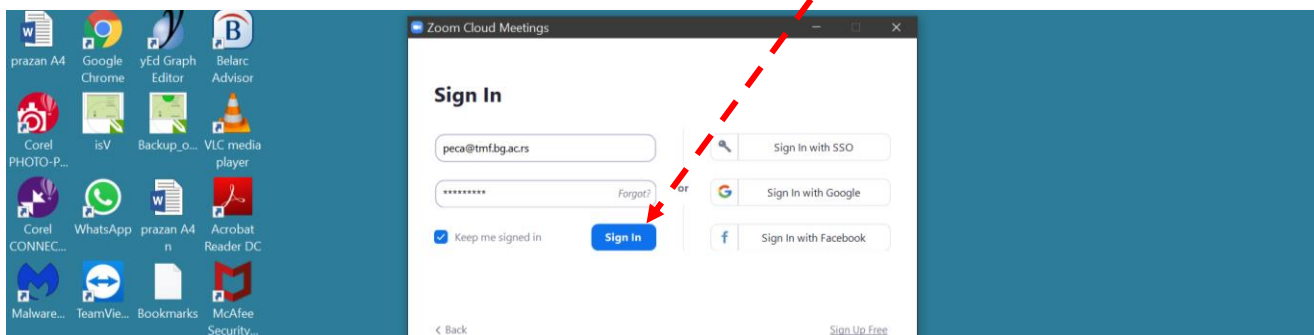 prazan A4
Google Chrome
yEd Graph Editor
Belarc Advisor
Corel PHOTO-P...
isV
Backup_o...
VLC media player
Corel CONNEC...
WhatsApp
prazan A4 n
Acrobat Reader DC
Malware...
TeamVie...
Bookmarks
McAfee Security...
Zoom Cloud Meetings
Sign In
peca@tmf.bg.ac.rs
********* Forgot?
Keep me signed in
Sign In
or
Sign In with SSO
Sign In with Google
Sign In with Facebook
< Back
Sign Up Free